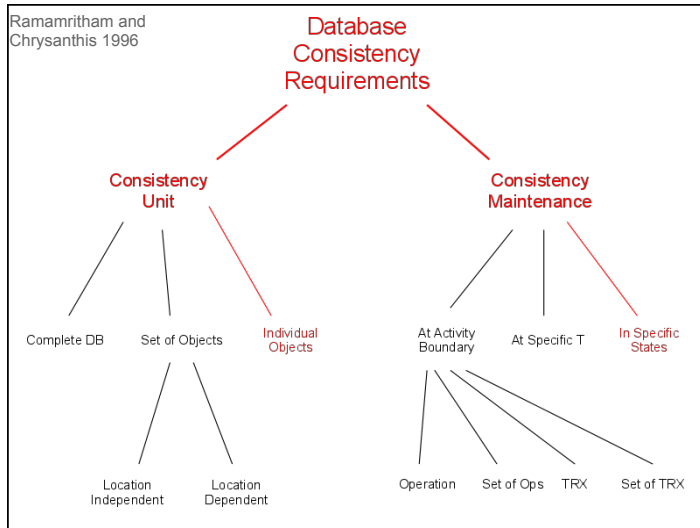 Ramamritham and
Chrysanthis 1996
Database
Consistency
Requirements
Consistency
Unit
Consistency
Maintenance
Complete DB
Set of Objects
Individual
Objects
At Activity
Boundary
At Specific T
In Specific
States
Location
Independent
Location
Dependent
Operation
Set of Ops
TRX
Set of TRX